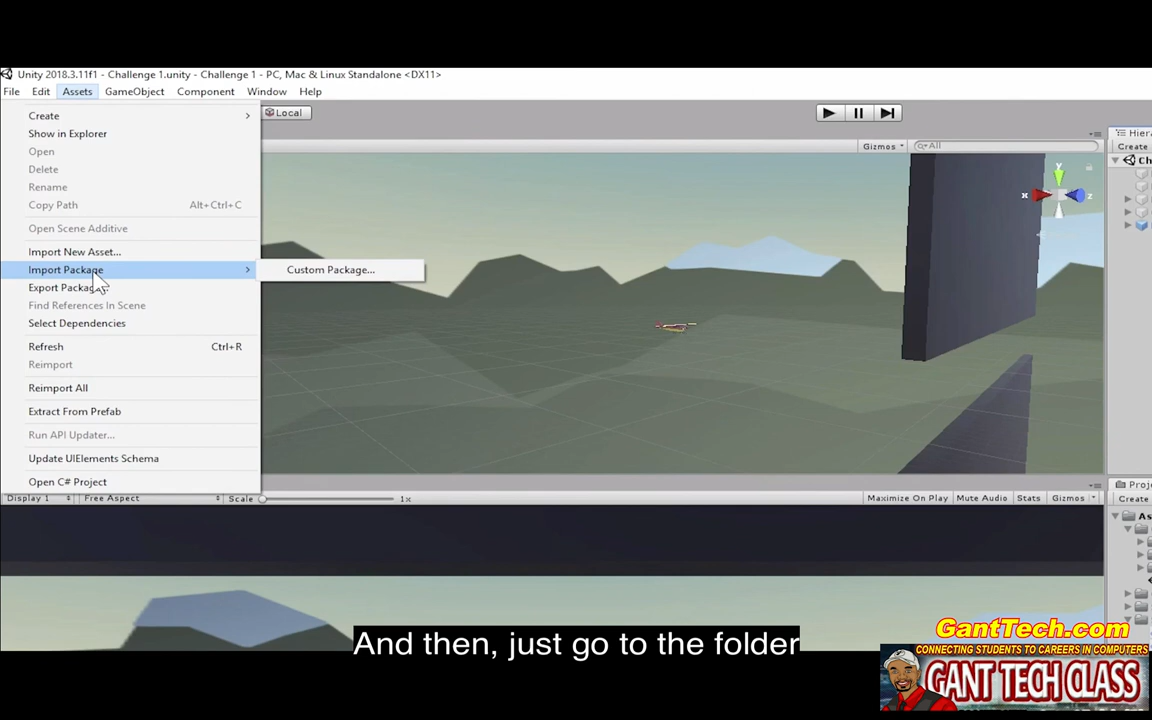 Unity 2018.3.11f1 - Challenge 1.unity - Challenge 1 - PC, Mac & Linux Standalone <DX11>
File Edit Assets GameObject Component Window Help
Create
Local
Show in Explorer
Open
Delete
Rename
Copy Path Alt+Ctrl+C
Open Scene Additive
Import New Asset...
Import Package
Custom Package...
Export Package...
Find References In Scene
Select Dependencies
Refresh Ctrl+R
Reimport
Reimport All
Extract From Prefab
Run API Updater...
Update UIElements Schema
Open C# Project
Gizmos All
y
x z
Hiera
Create
Ch
Display 1 Free Aspect Scale 1x Maximize On Play Mute Audio Stats Gizmos
Proj
Create
As
And then, just go to the folder
GantTech.com
CONNECTING STUDENTS TO CAREERS IN COMPUTERS
GANT TECH CLASS